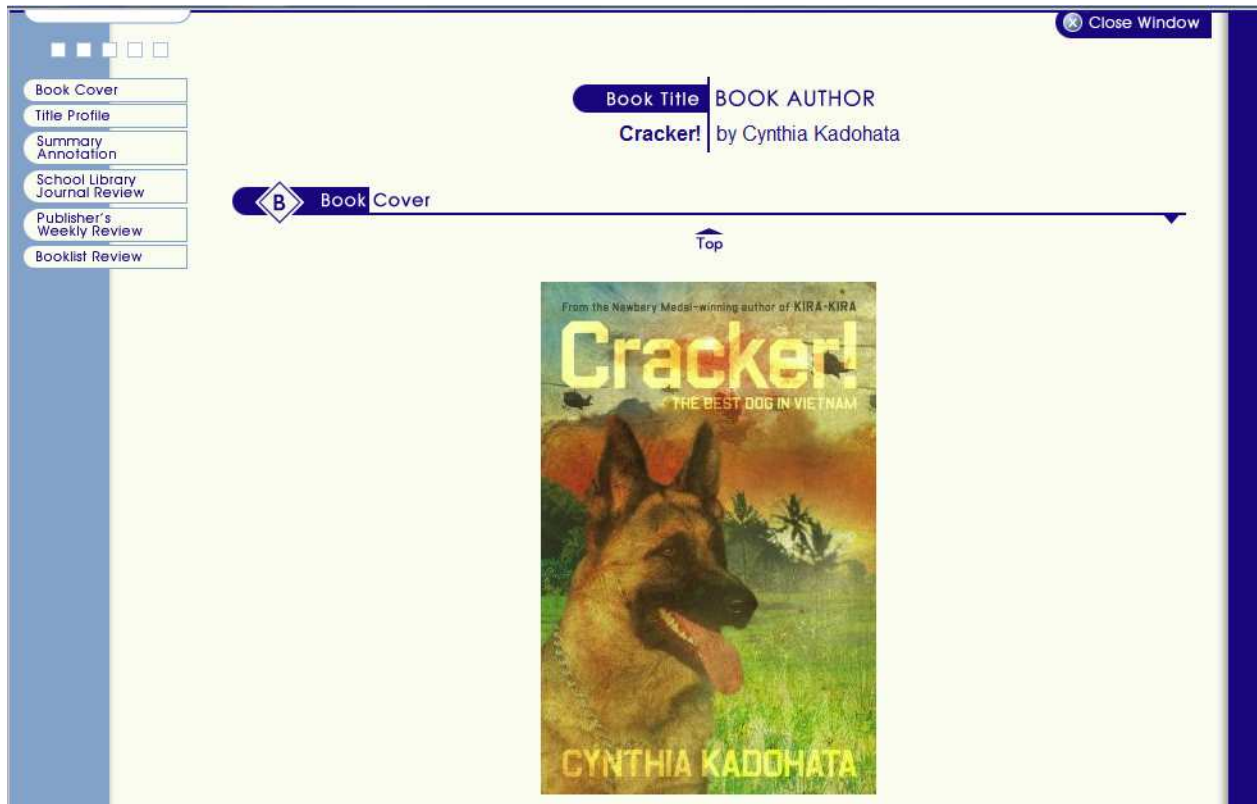 Close Window
Book Cover
Title Profile
Summary
Annotation
School Library
Journal Review
Publisher's
Weekly Review
Booklist Review
Book Title BOOK AUTHOR
Cracker! by Cynthia Kadohata
B Book Cover
Top
From the Newbery Medal-winning author of KIRA-KIRA
Cracker!
THE BEST DOG IN VIETNAM
CYNTHIA KADOHATA